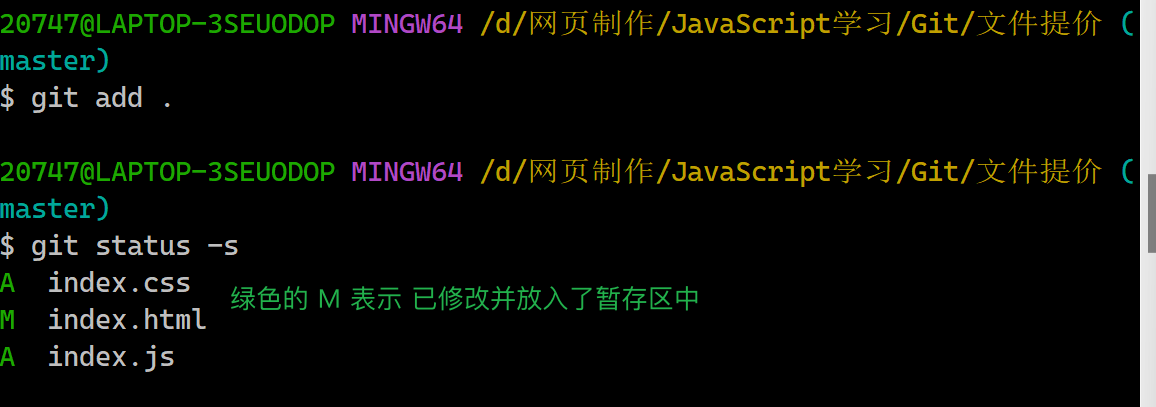 20747@LAPTOP-3SEUODOP MINGW64 /d/网页制作/JavaScript学习/Git/文件提价 (
master)
$ git add .
20747@LAPTOP-3SEUODOP MINGW64 /d/网页制作/JavaScript学习/Git/文件提价 (
master)
$ git status -s
A  index.css
绿色的 M 表示 已修改并放入了暂存区中
M  index.html
A  index.js